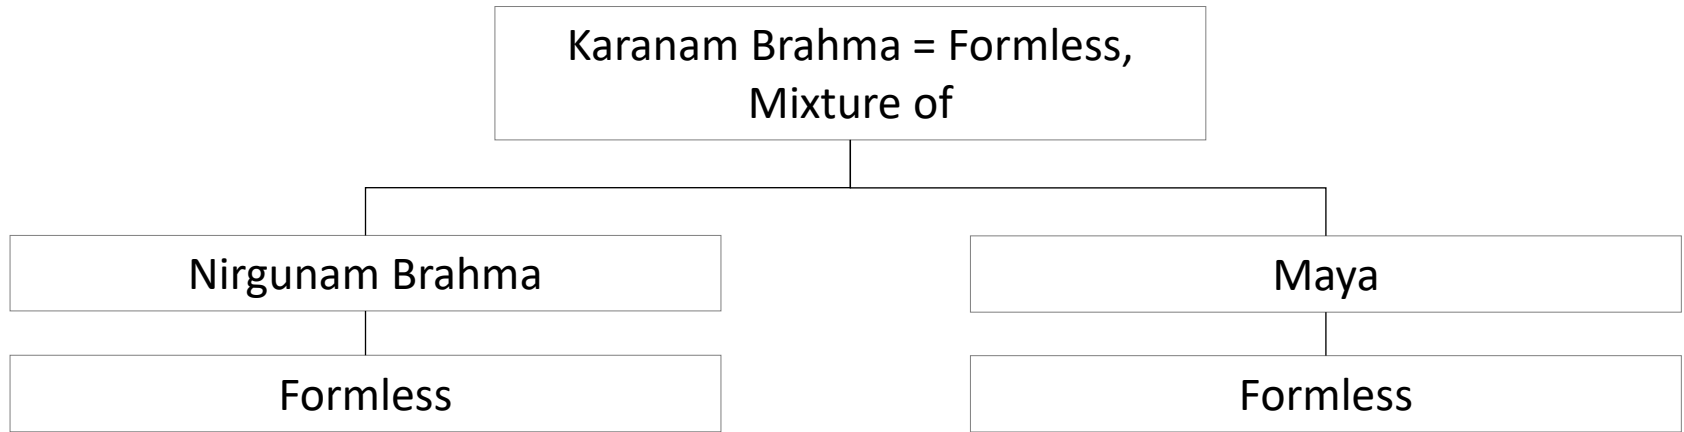 Karanam Brahma = Formless,
Mixture of
Nirgunam Brahma
Maya
Formless
Formless